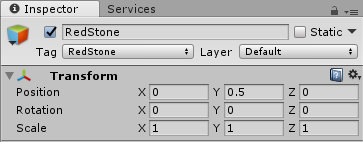 Inspector Services
RedStone Static
Tag RedStone Layer Default
Transform
Position X 0 Y 0.5 Z 0
Rotation X 0 Y 0 Z 0
Scale X 1 Y 1 Z 1